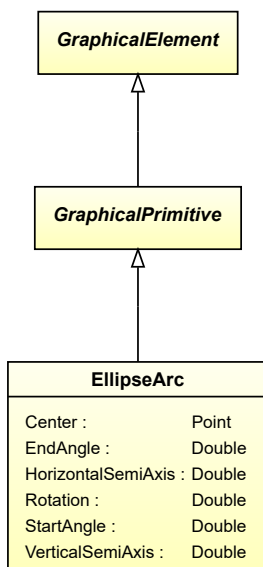 GraphicalElement
GraphicalPrimitive
EllipseArc
Center : Point
EndAngle : Double
HorizontalSemiAxis : Double
Rotation : Double
StartAngle : Double
VerticalSemiAxis : Double